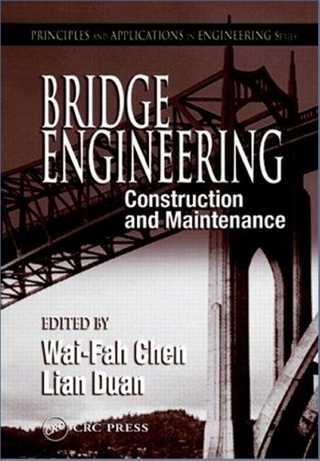 PRINCIPLES AND APPLICATIONS IN ENGINEERING SERIES
BRIDGE
ENGINEERING
Construction
and Maintenance
EDITED BY
Wai-Fah Chen
Lian Duan
CRC CRC PRESS